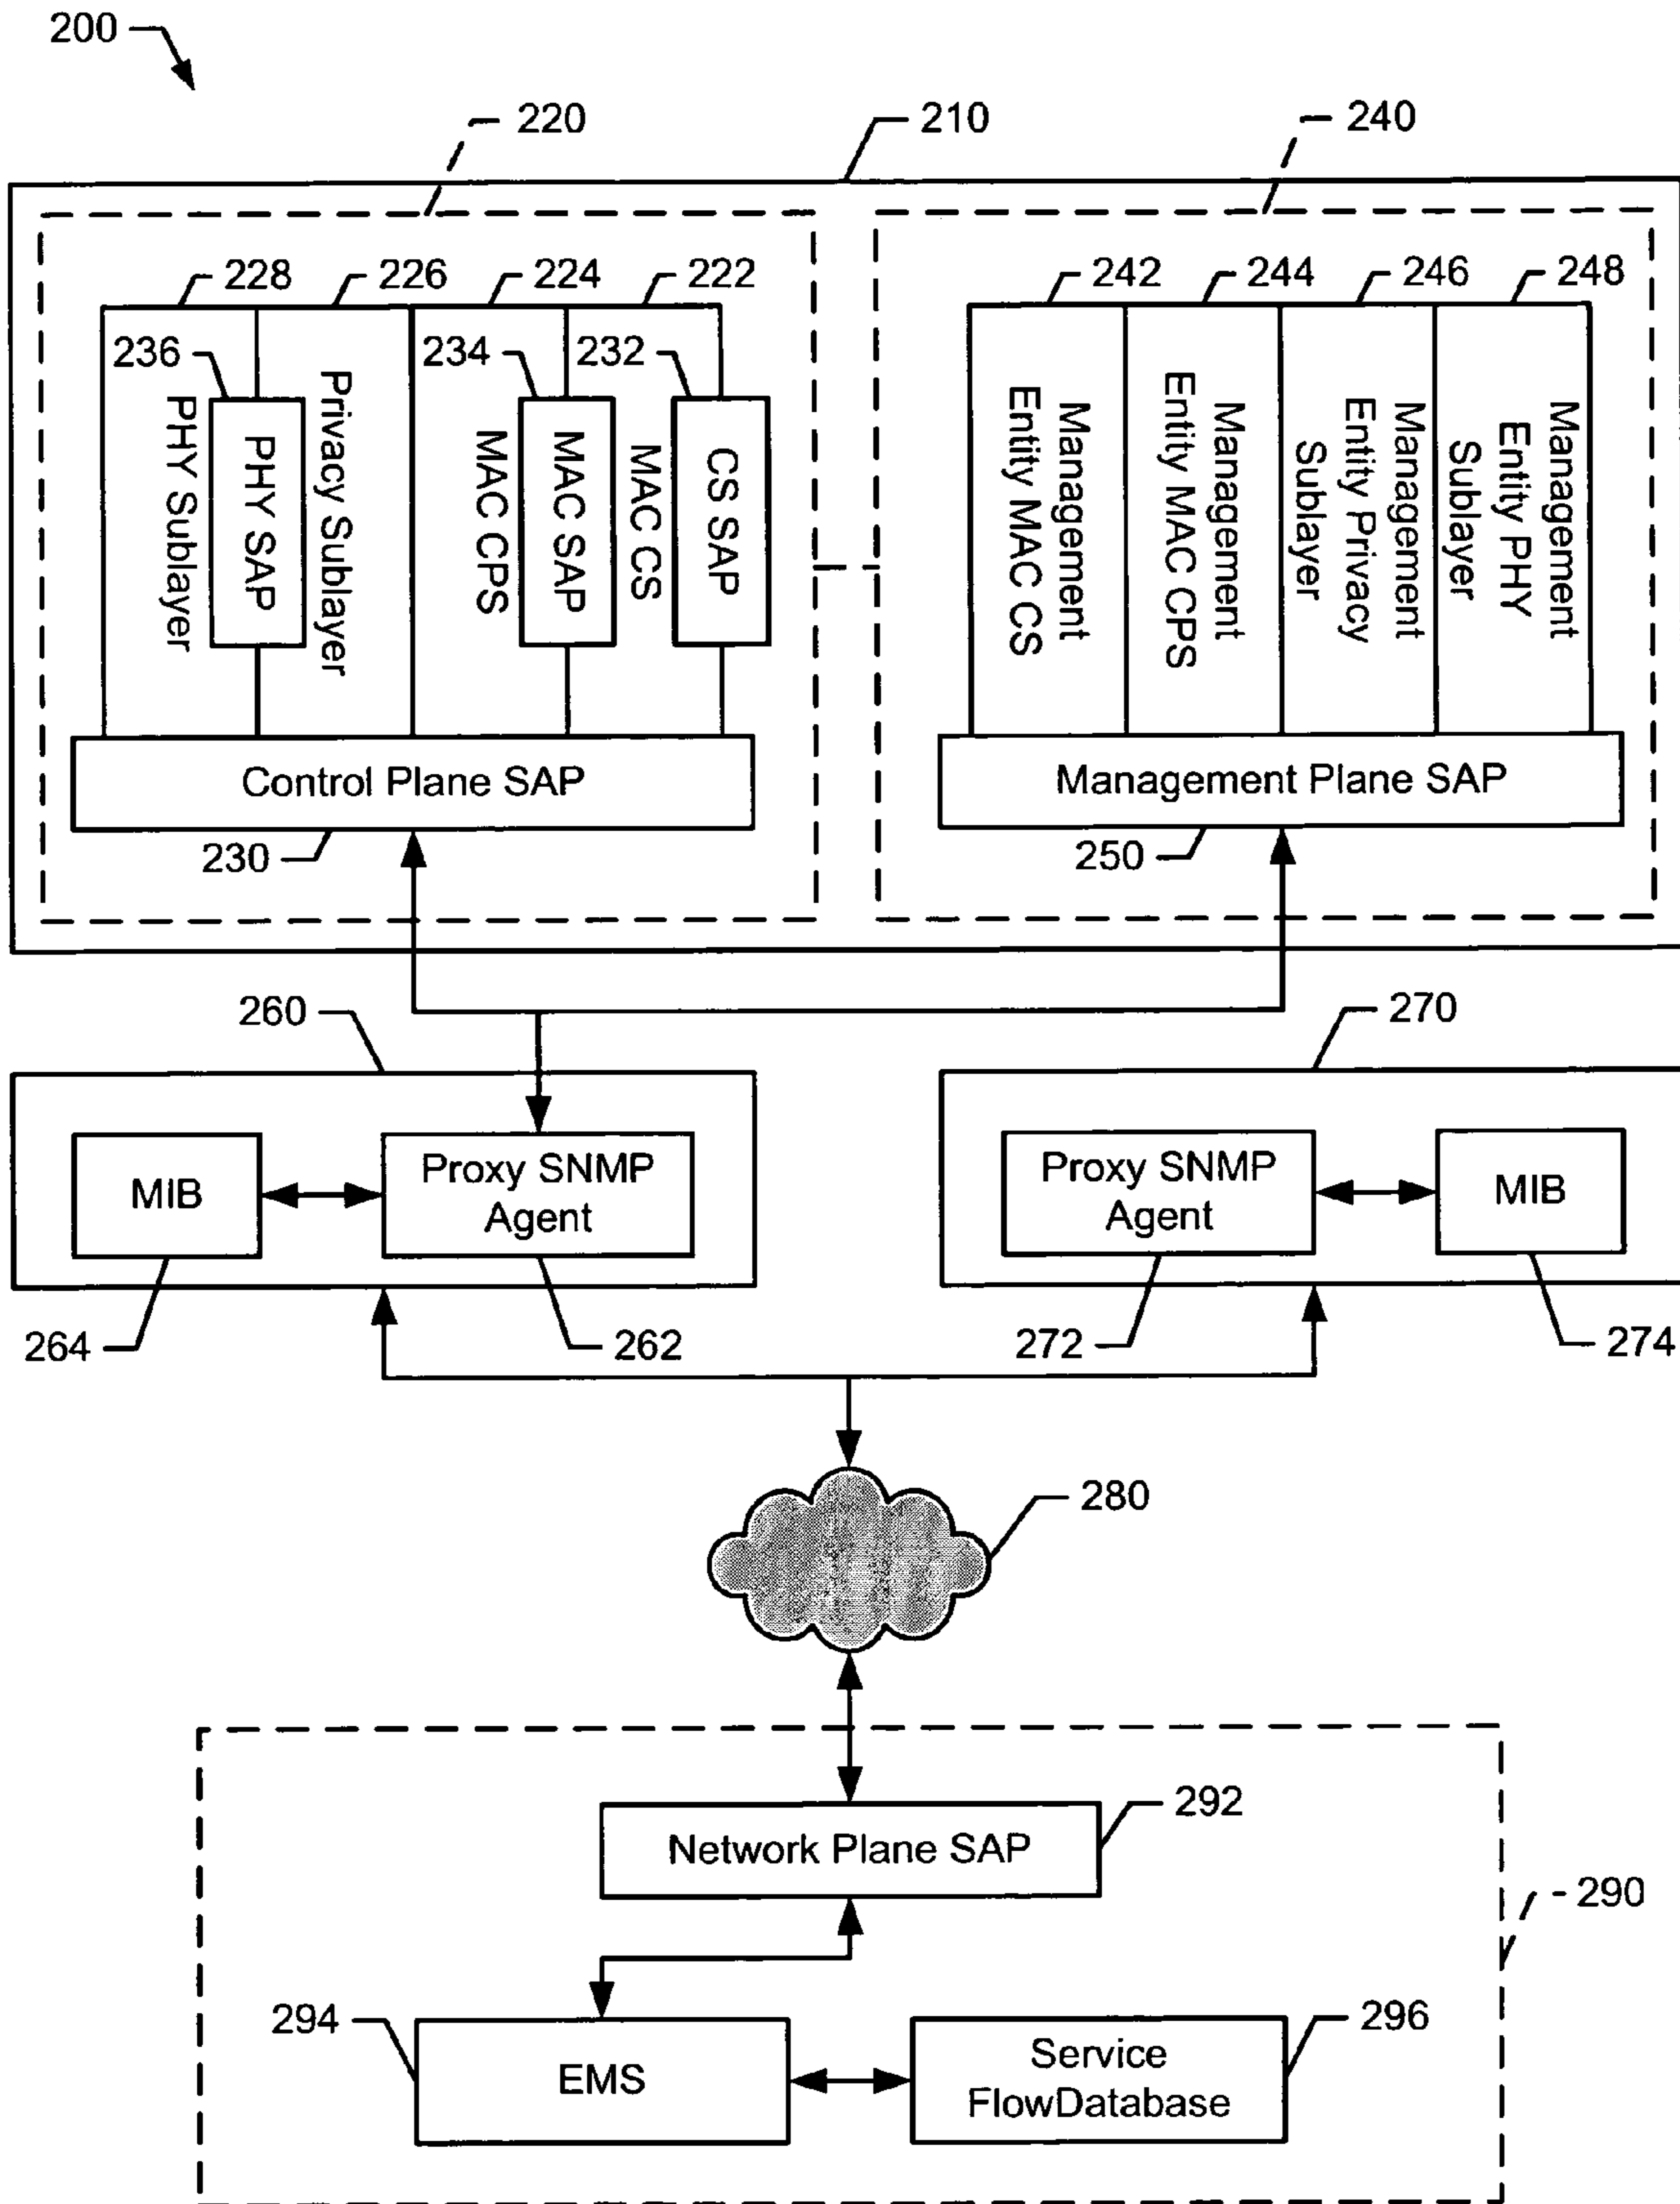 200
220
210
240
228
226
224
222
242
244
246
248
236
234
232
PHY Sublayer
PHY SAP
Privacy Sublayer
MAC CPS
MAC SAP
MAC CS
CS SAP
Management
Entity MAC CS
Management
Entity MAC CPS
Management
Entity Privacy
Sublayer
Management
Entity PHY
Sublayer
Control Plane SAP
Management Plane SAP
230
250
260
270
MIB
Proxy SNMP
Agent
Proxy SNMP
Agent
MIB
264
262
272
274
280
292
Network Plane SAP
290
294
296
EMS
Service
FlowDatabase